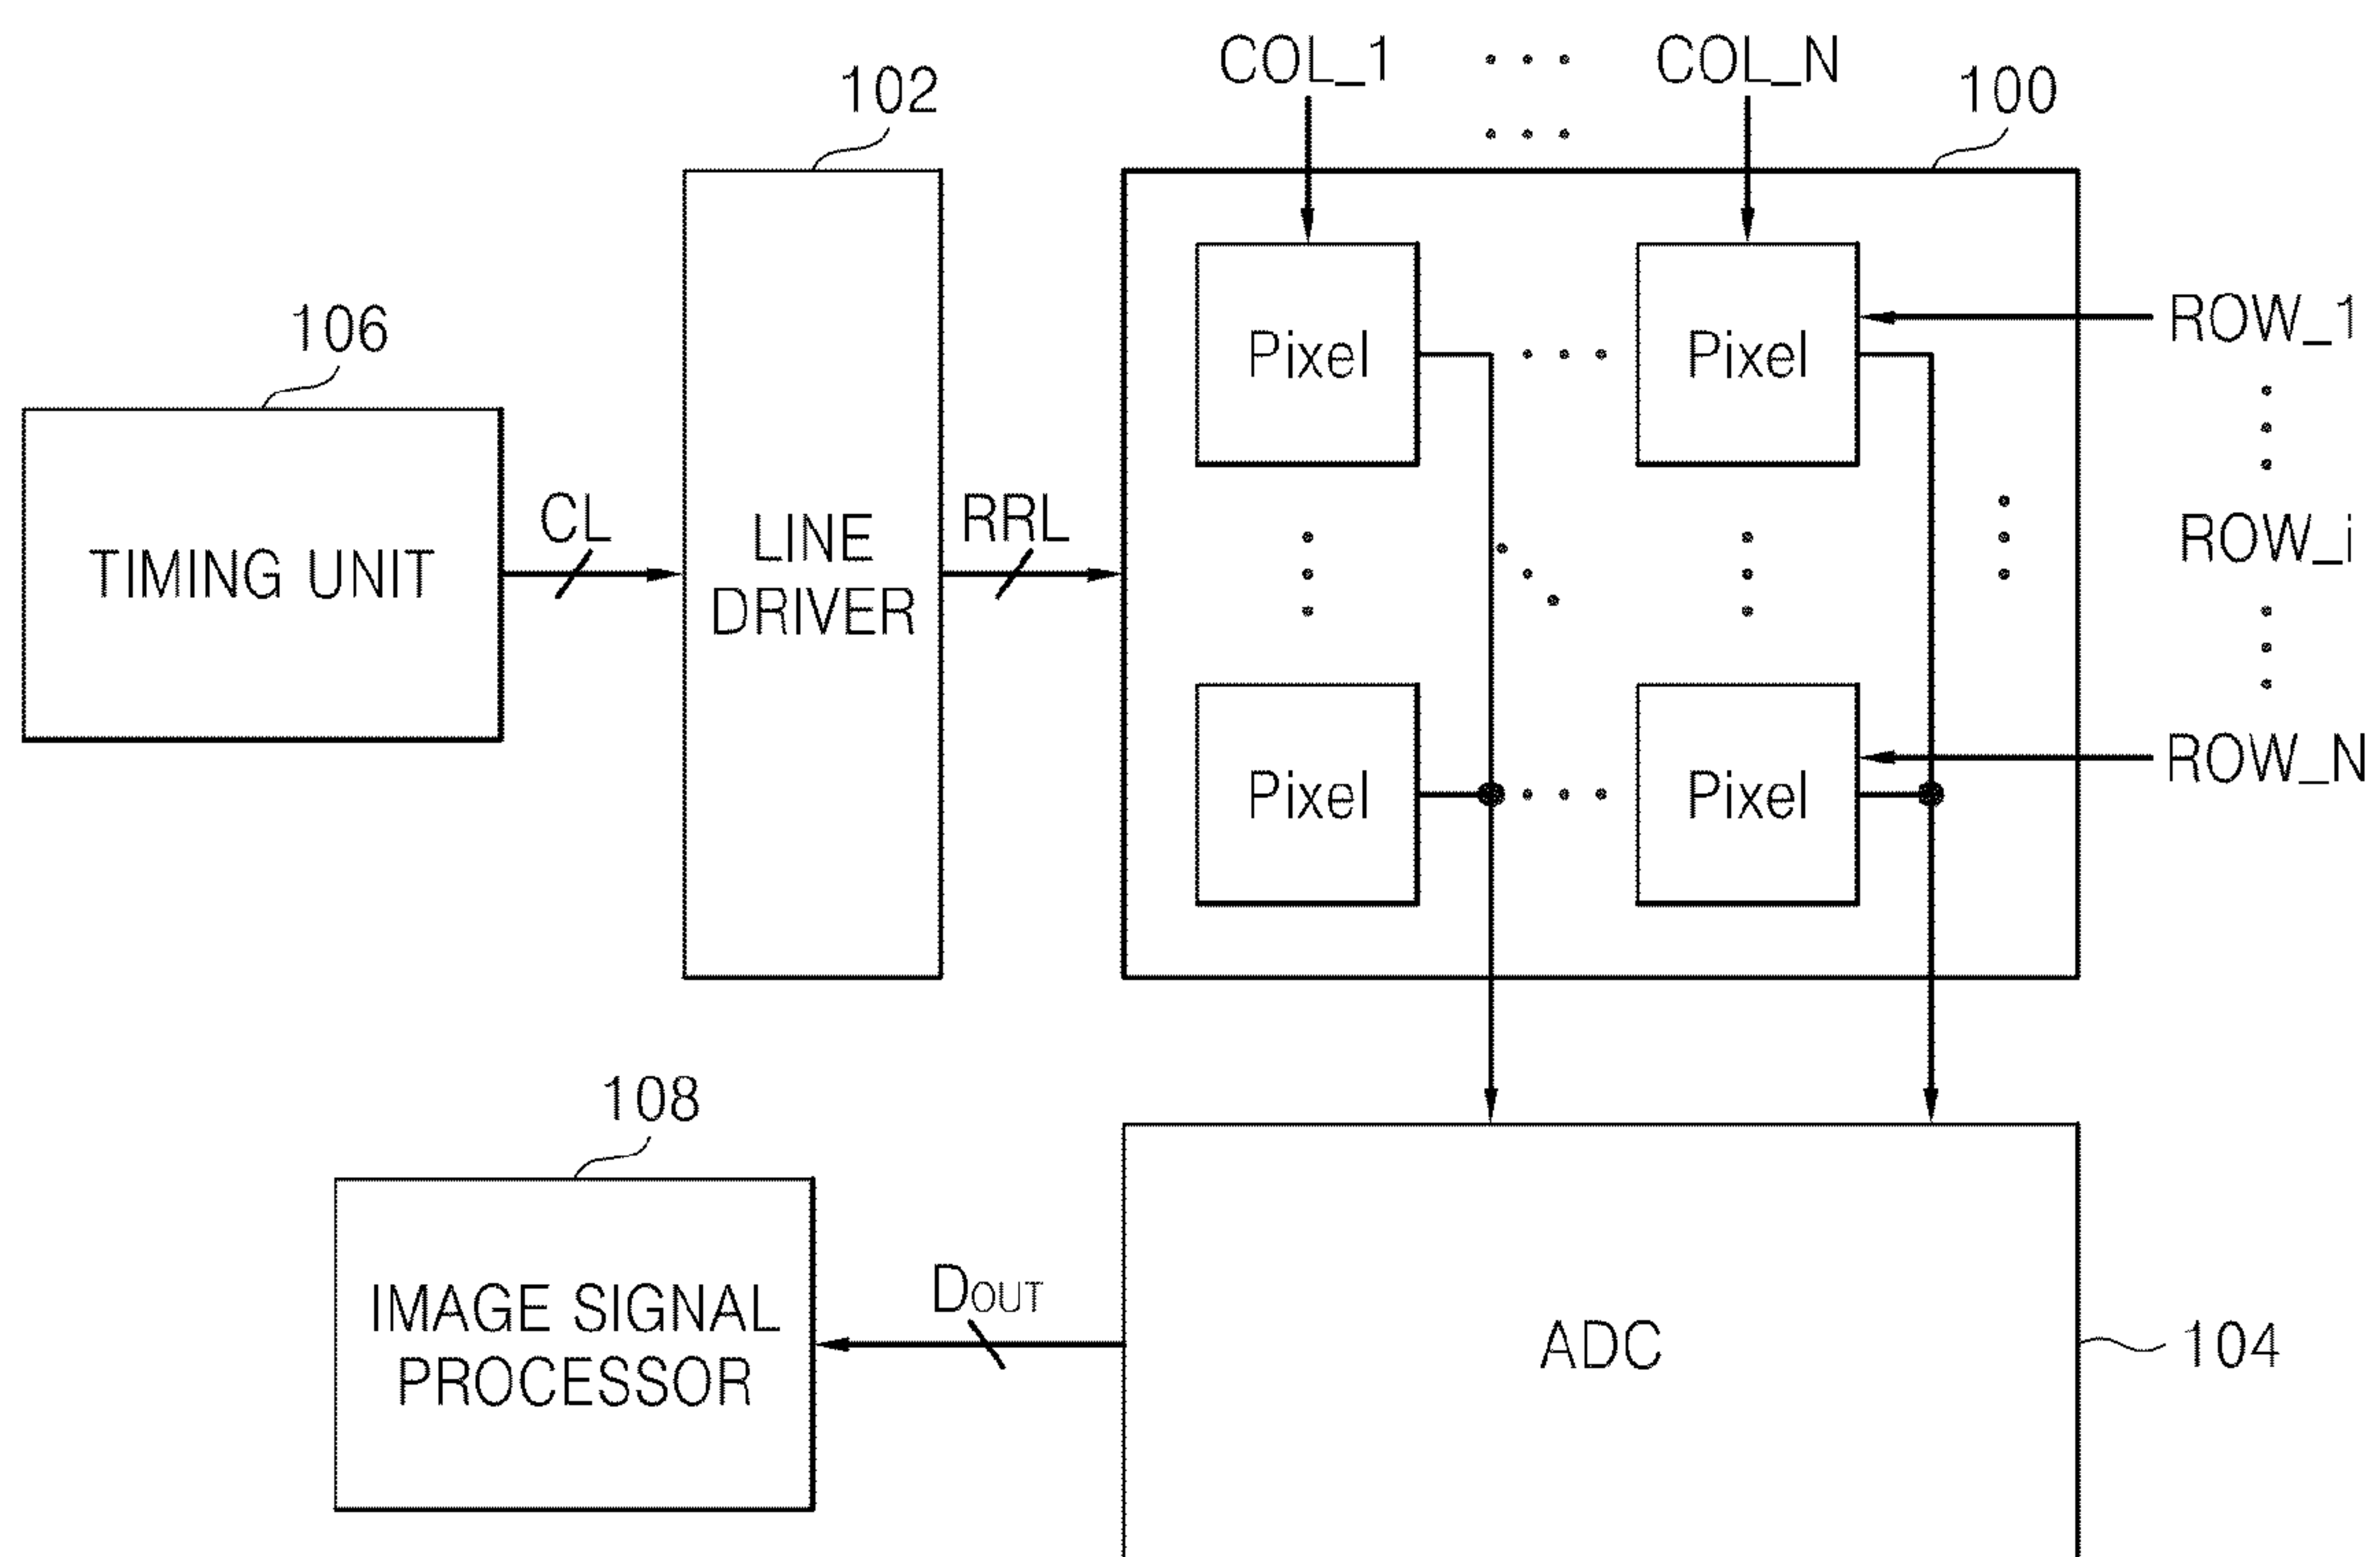 COL_1 ... COL_N
102
100
106
Pixel ... Pixel
ROW_1
CL
RRL
ROW_i
TIMING UNIT
LINE
DRIVER
Pixel ... Pixel
ROW_N
108
DOUT
IMAGE SIGNAL
PROCESSOR
ADC
104